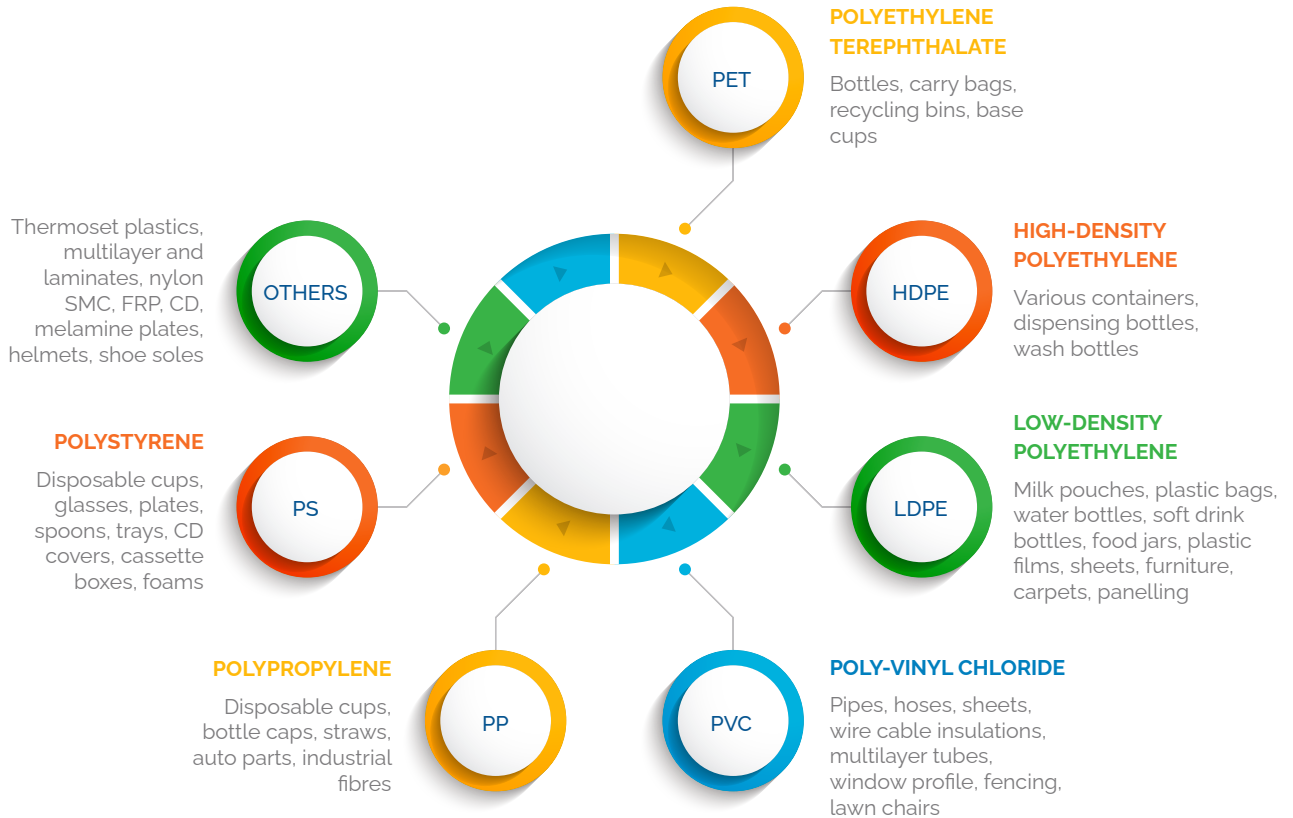 PET
POLYETHYLENE
TEREPHTHALATE
Bottles, carry bags,
recycling bins, base
cups
HDPE
HIGH-DENSITY
POLYETHYLENE
Various containers,
dispensing bottles,
wash bottles
LDPE
LOW-DENSITY
POLYETHYLENE
Milk pouches, plastic bags,
water bottles, soft drink
bottles, food jars, plastic
films, sheets, furniture,
carpets, panelling
PVC
POLY-VINYL CHLORIDE
Pipes, hoses, sheets,
wire cable insulations,
multilayer tubes,
window profile, fencing,
lawn chairs
PP
POLYPROPYLENE
Disposable cups,
bottle caps, straws,
auto parts, industrial
fibres
PS
POLYSTYRENE
Disposable cups,
glasses, plates,
spoons, trays, CD
covers, cassette
boxes, foams
OTHERS
Thermoset plastics,
multilayer and
laminates, nylon
SMC, FRP, CD,
melamine plates,
helmets, shoe soles